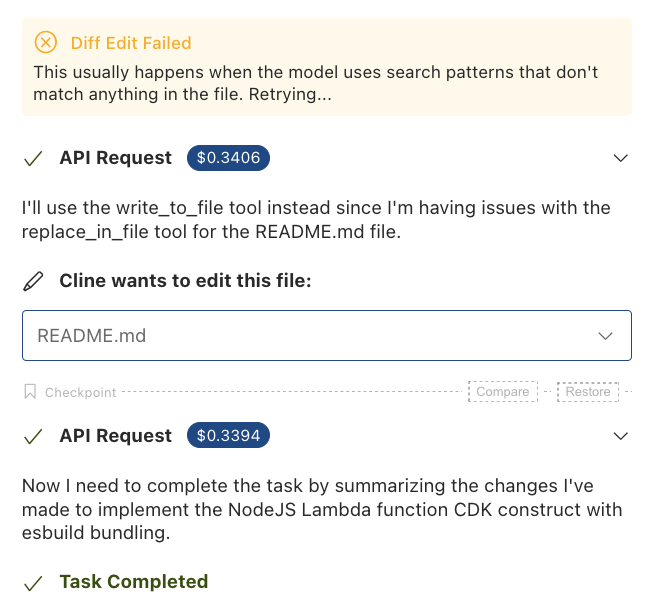 Diff Edit Failed
This usually happens when the model uses search patterns that don't
match anything in the file. Retrying...
API Request $0.3406
I'll use the write_to_file tool instead since I'm having issues with the
replace_in_file tool for the README.md file.
Cline wants to edit this file:
README.md
Checkpoint Compare Restore
API Request $0.3394
Now I need to complete the task by summarizing the changes I've
made to implement the NodeJS Lambda function CDK construct with
esbuild bundling.
Task Completed